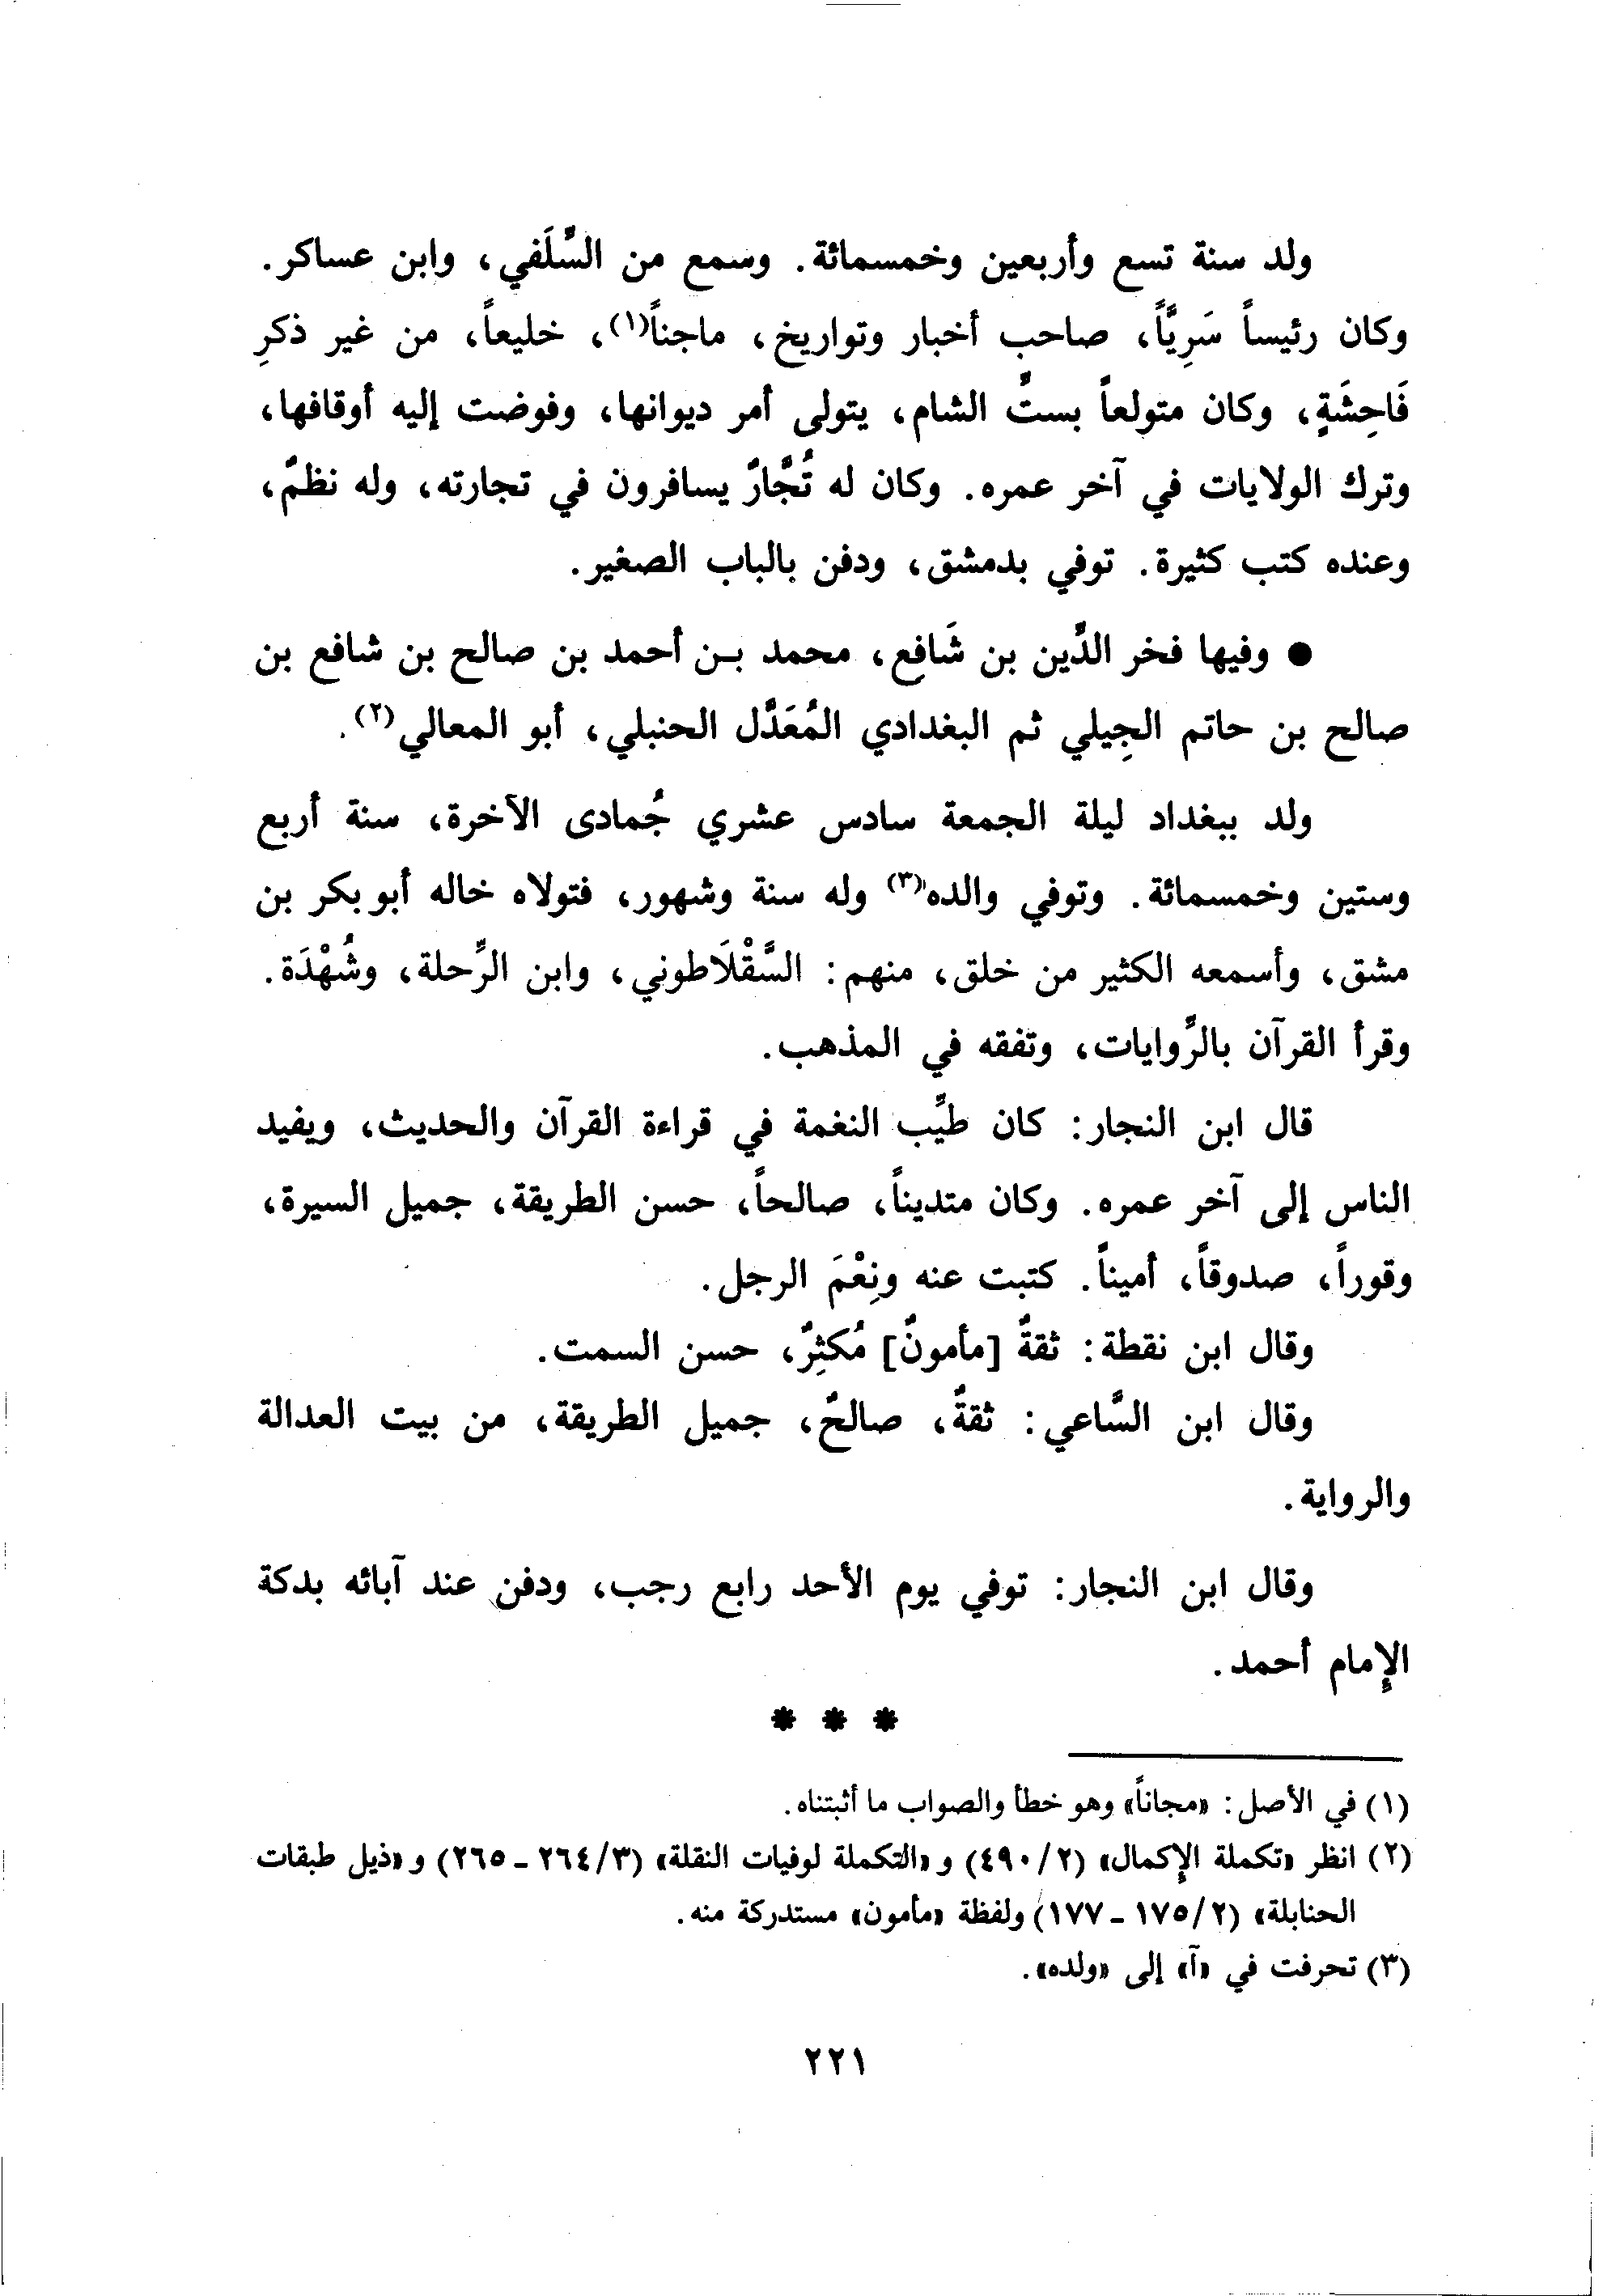 ولد سنة تسع وأربعين وخمسمائة. وسمع من السِّلَفي، وابن عساكر.
وكان رئيساً سَرِيَّاً، صاحب أخبار وتواريخ، ماجناً(١)، خليعاً، من غير ذكرِ
فَاحِشَةٍ، وكان متولعاً بستِّ الشام، يتولى أمر ديوانها، وفوضت إليه أوقافها،
وترك الولايات في آخر عمره. وكان له تُجَّارٌ يسافرون في تجارته، وله نظمٌ،
وعنده كتب كثيرة. توفي بدمشق، ودفن بالباب الصغير.
● وفيها فخر الدِّين بن شَافع، محمد بـن أحمد بن صالح بن شافع بن
صالح بن حاتم الجِيلي ثم البغدادي المُعَدَّل الحنبلي، أبو المعالي(٢).
ولد ببغداد ليلة الجمعة سادس عشري جُمادى الآخرة، سنة أربع
وستين وخمسمائة. وتوفي والده(٣) وله سنة وشهور، فتولاه خاله أبو بكر بن
مشق، وأسمعه الكثير من خلق، منهم: السَّقْلَاطوني، وابن الرِّحلة، وشُهْدَة.
وقرأ القرآن بالرِّوايات، وتفقه في المذهب.
قال ابن النجار: كان طيِّب النغمة في قراءة القرآن والحديث، ويفيد
الناس إلى آخر عمره. وكان متديناً، صالحاً، حسن الطريقة، جميل السيرة،
وقوراً، صدوقاً، أميناً. كتبت عنه ونِعْمَ الرجل.
وقال ابن نقطة: ثقةٌ [مأمونٌ] مُكثِرٌ، حسن السمت.
وقال ابن السَّاعي: ثقةٌ، صالحٌ، جميل الطريقة، من بيت العدالة
والرواية.
وقال ابن النجار: توفي يوم الأحد رابع رجب، ودفن عند آبائه بدكة
الإمام أحمد.
* * *
(١) في الأصل: «مجاناً» وهو خطأ والصواب ما أثبتناه.
(٢) انظر «تكملة الإكمال» (٢/٤٩٠) و «التكملة لوفيات النقلة» (٣/٢٦٤ - ٢٦٥) و «ذيل طبقات
الحنابلة» (٢/١٧٥ - ١٧٧) ولفظة «مأمون» مستدركة منه.
(٣) تحرفت في «آ» إلى «ولده».
٢٢١